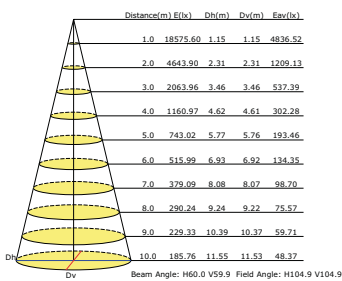 Distance(m) E(lx) Dh(m) Dv(m) Eav(lx)
1.0 18575.60 1.15 1.15 4836.52
2.0 4643.90 2.31 2.31 1209.13
3.0 2063.96 3.46 3.46 537.39
4.0 1160.97 4.62 4.61 302.28
5.0 743.02 5.77 5.76 193.46
6.0 515.99 6.93 6.92 134.35
7.0 379.09 8.08 8.07 98.70
8.0 290.24 9.24 9.22 75.57
9.0 229.33 10.39 10.37 59.71
Dh 10.0 185.76 11.55 11.53 48.37
Dv
Beam Angle: H60.0 V59.9 Field Angle: H104.9 V104.9